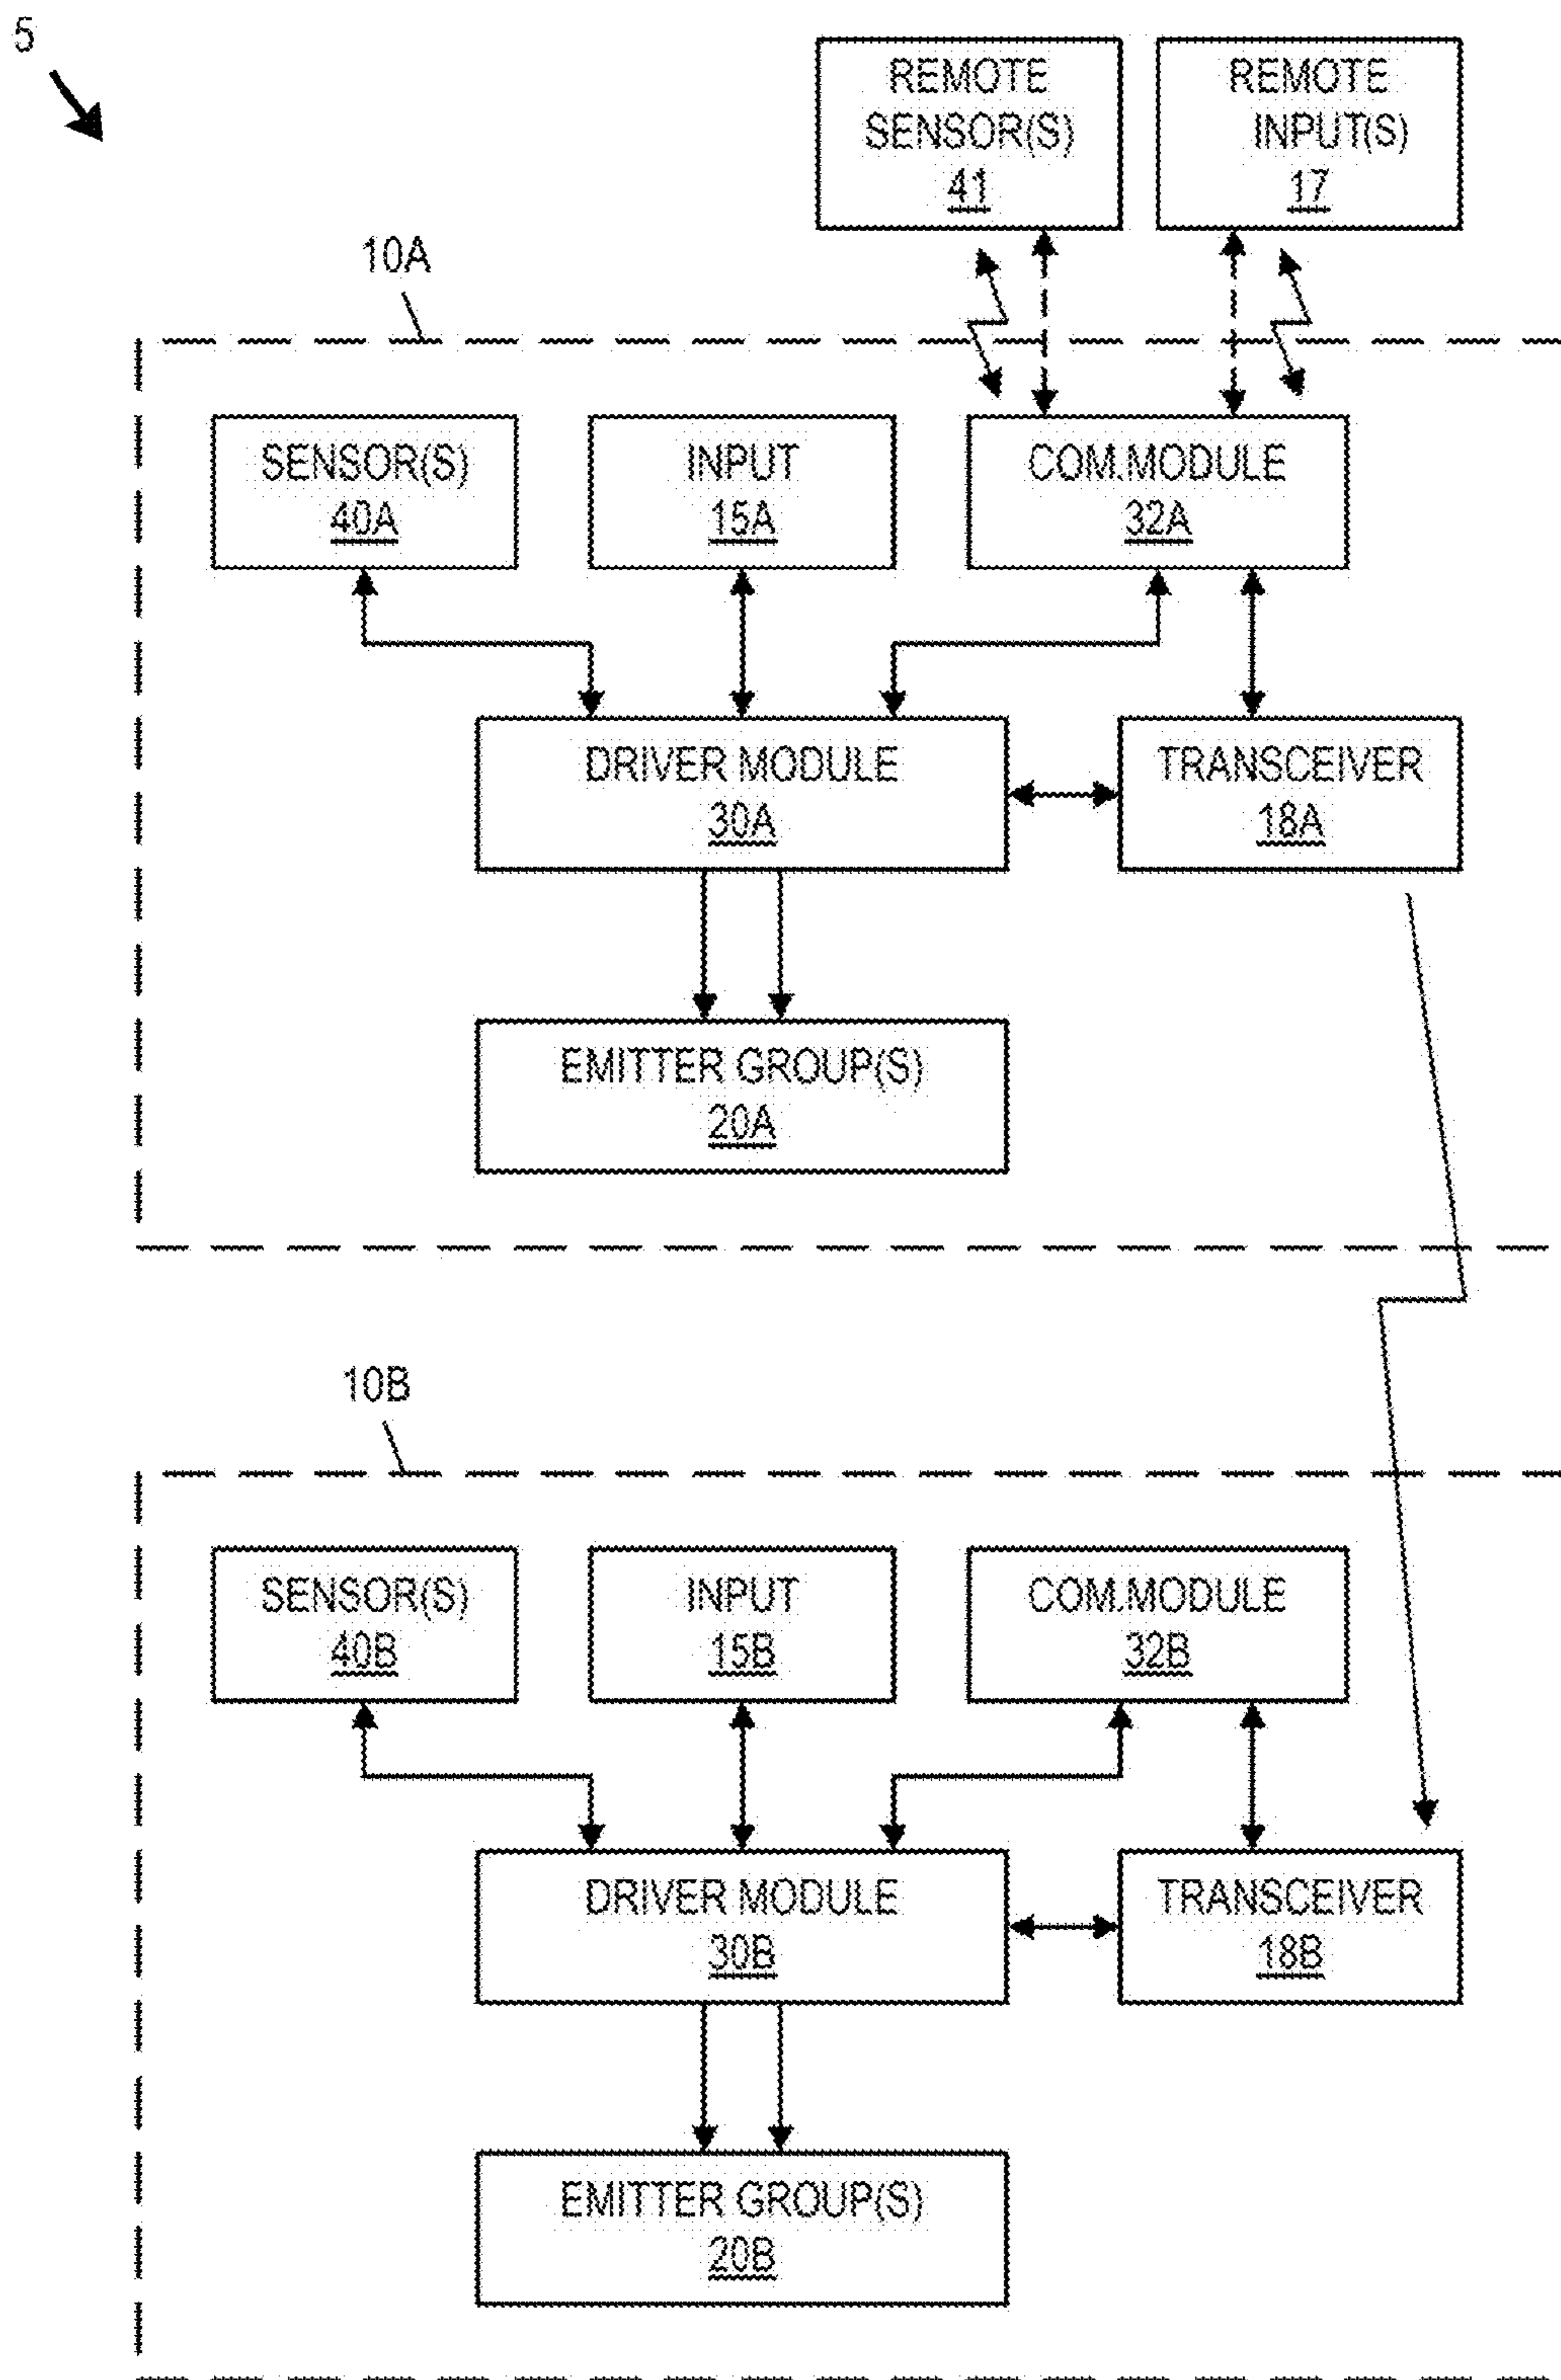 5
REMOTE
SENSOR(S)
41
REMOTE
INPUT(S)
17
10A
SENSOR(S)
40A
INPUT
15A
COM.MODULE
32A
DRIVER MODULE
30A
TRANSCEIVER
18A
EMITTER GROUP(S)
20A
10B
SENSOR(S)
40B
INPUT
15B
COM.MODULE
32B
DRIVER MODULE
30B
TRANSCEIVER
18B
EMITTER GROUP(S)
20B